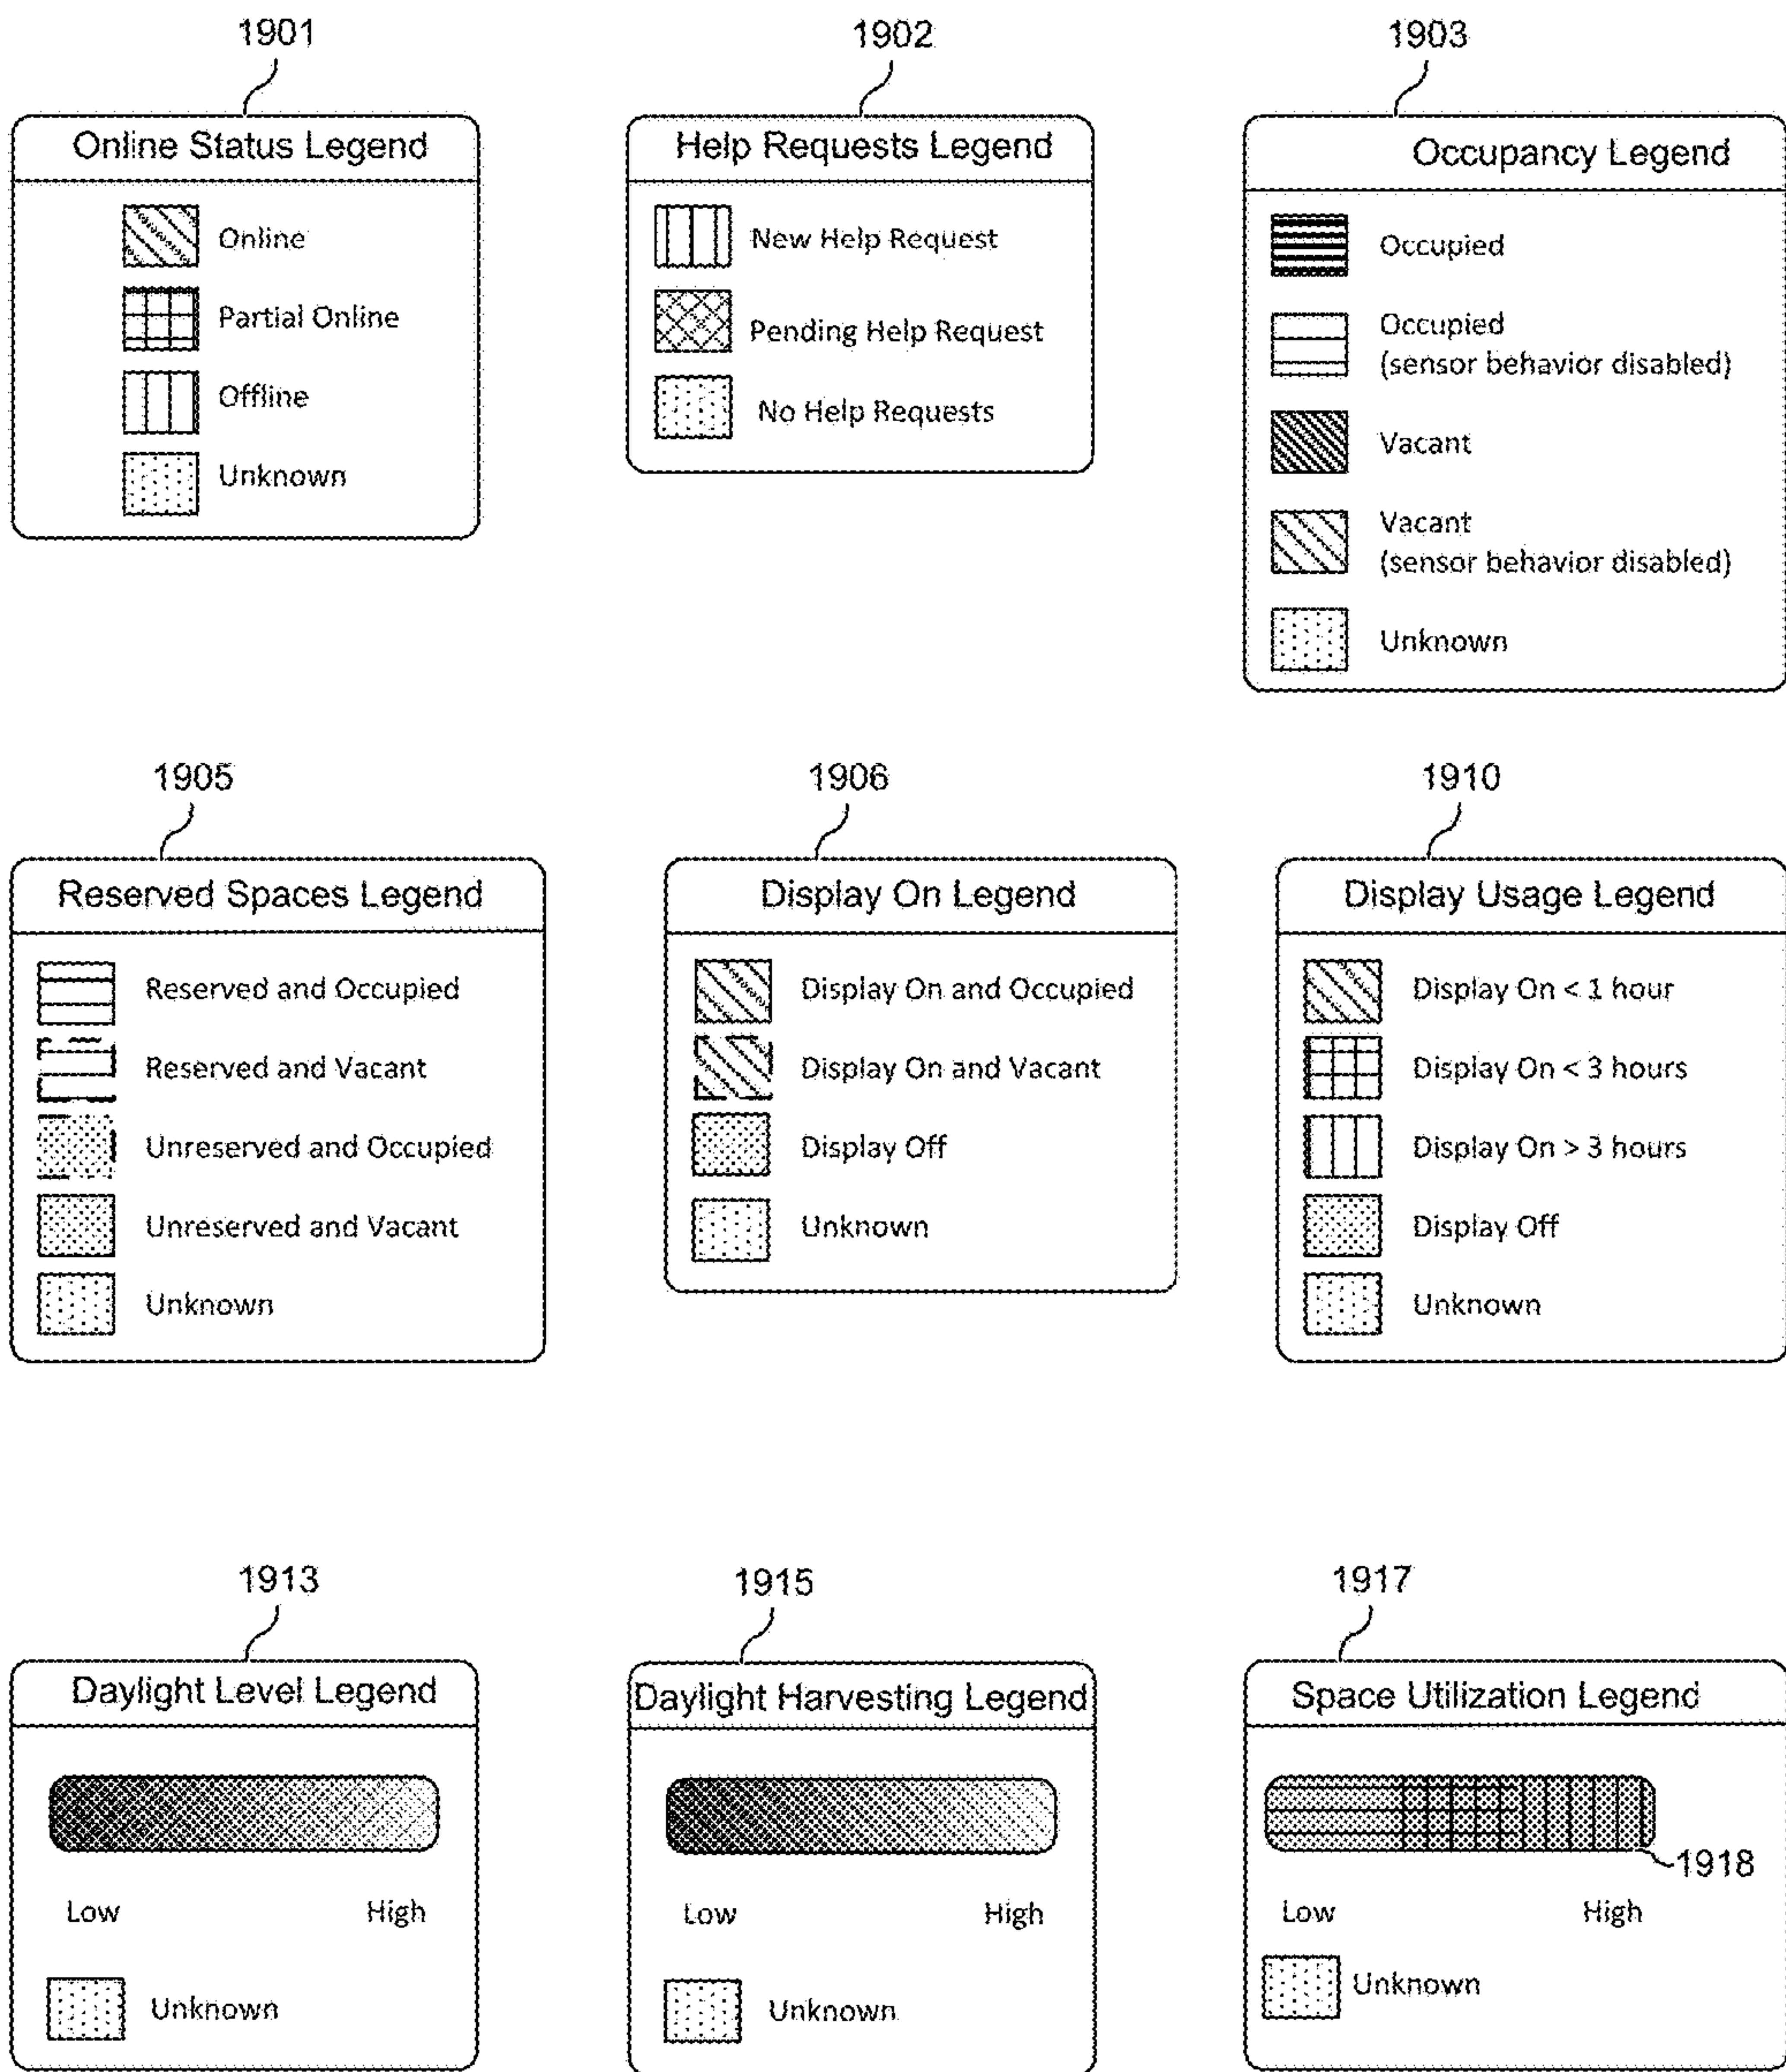 1901
Online Status Legend
Online
Partial Online
Offline
Unknown
1902
Help Requests Legend
New Help Request
Pending Help Request
No Help Requests
1903
Occupancy Legend
Occupied
Occupied
(sensor behavior disabled)
Vacant
Vacant
(sensor behavior disabled)
Unknown
1905
Reserved Spaces Legend
Reserved and Occupied
Reserved and Vacant
Unreserved and Occupied
Unreserved and Vacant
Unknown
1906
Display On Legend
Display On and Occupied
Display On and Vacant
Display Off
Unknown
1910
Display Usage Legend
Display On < 1 hour
Display On < 3 hours
Display On > 3 hours
Display Off
Unknown
1913
Daylight Level Legend
Low High
Unknown
1915
Daylight Harvesting Legend
Low High
Unknown
1917
Space Utilization Legend
1918
Low High
Unknown